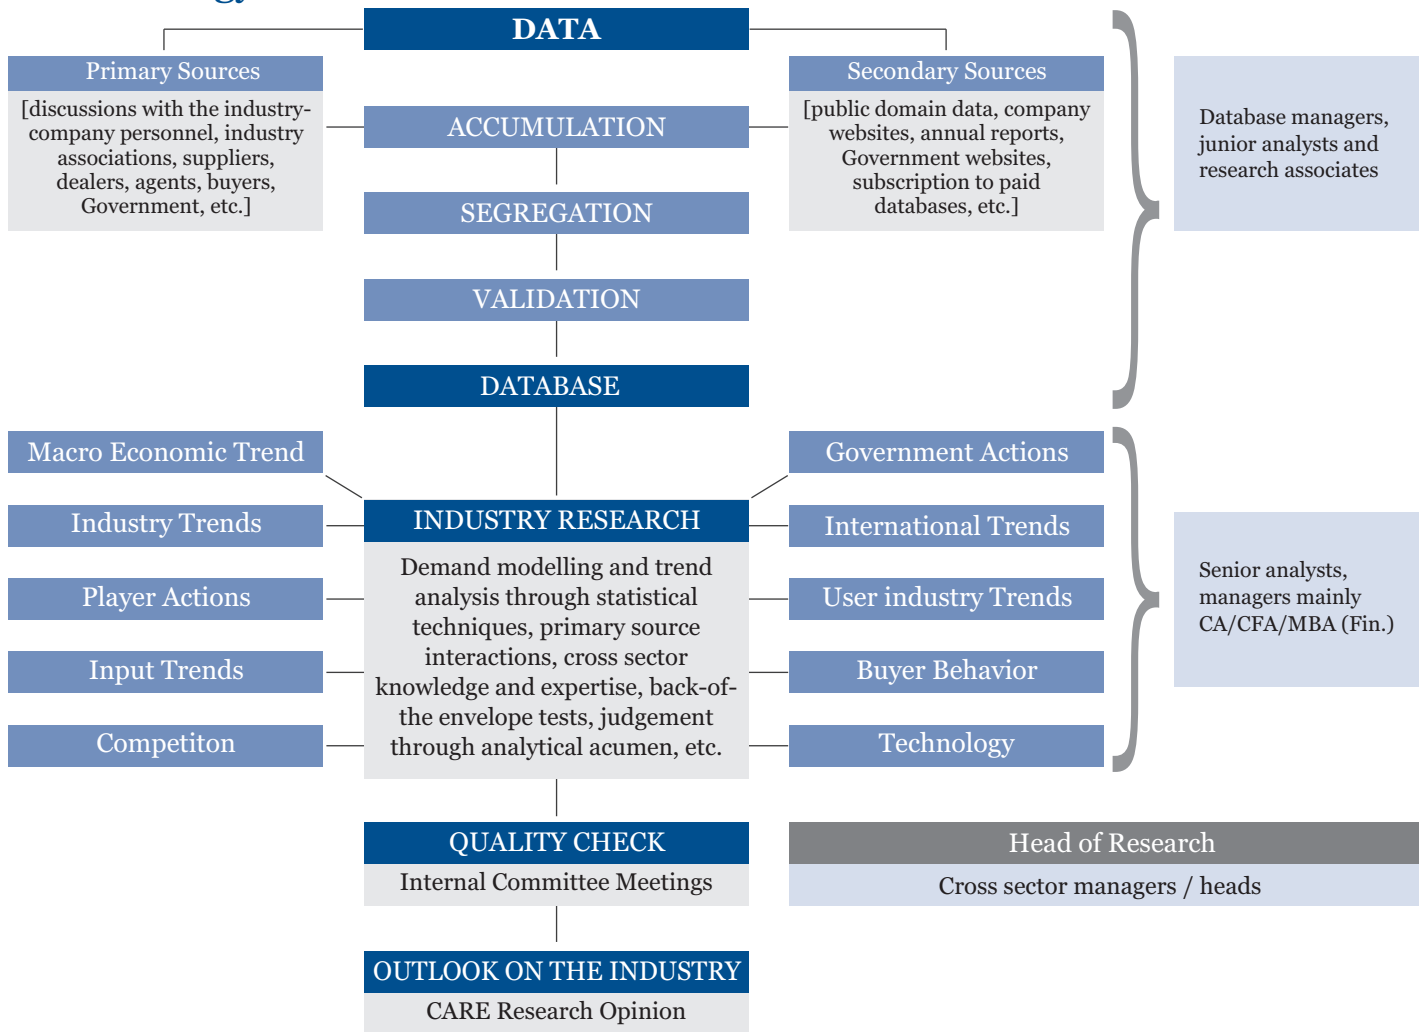 DATA
Primary Sources
[discussions with the industry-
company personnel, industry
associations, suppliers,
dealers, agents, buyers,
Government, etc.]
Secondary Sources
[public domain data, company
websites, annual reports,
Government websites,
subscription to paid
databases, etc.]
ACCUMULATION
SEGREGATION
VALIDATION
DATABASE
Database managers,
junior analysts and
research associates
Macro Economic Trend
Industry Trends
Player Actions
Input Trends
Competiton
INDUSTRY RESEARCH
Demand modelling and trend
analysis through statistical
techniques, primary source
interactions, cross sector
knowledge and expertise, back-of-
the envelope tests, judgement
through analytical acumen, etc.
Government Actions
International Trends
User industry Trends
Buyer Behavior
Technology
Senior analysts,
managers mainly
CA/CFA/MBA (Fin.)
QUALITY CHECK
Internal Committee Meetings
Head of Research
Cross sector managers / heads
OUTLOOK ON THE INDUSTRY
CARE Research Opinion